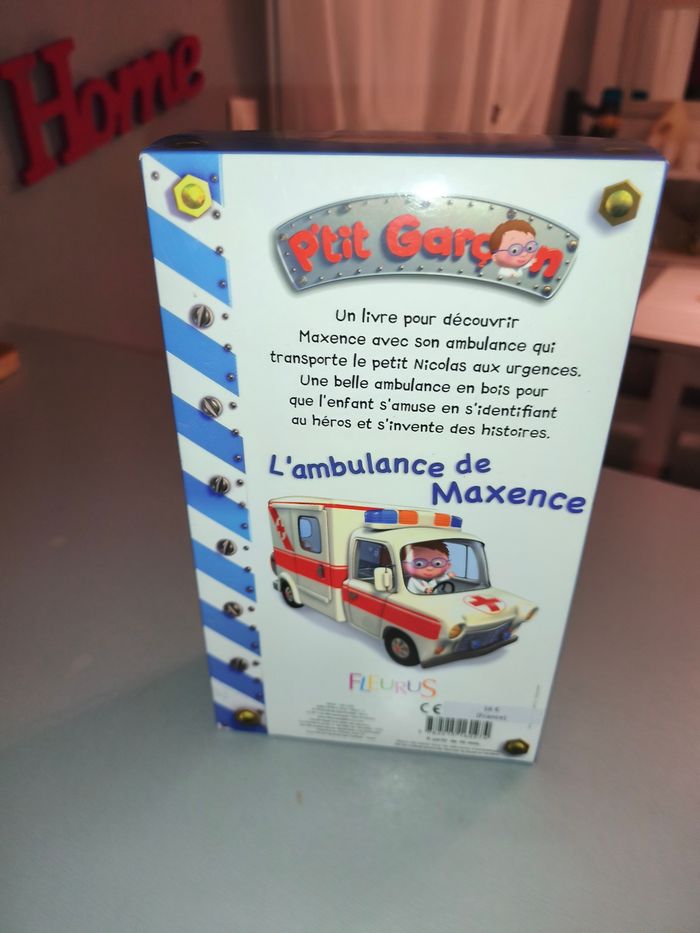 Home
P'tit Garçon
Un livre pour découvrir
Maxence avec son ambulance qui
transporte le petit Nicolas aux urgences.
Une belle ambulance en bois pour
que l'enfant s'amuse en s'identifiant
au héros et s'invente des histoires.
L'ambulance de
Maxence
FLEURUS
CE
16 €
(France)